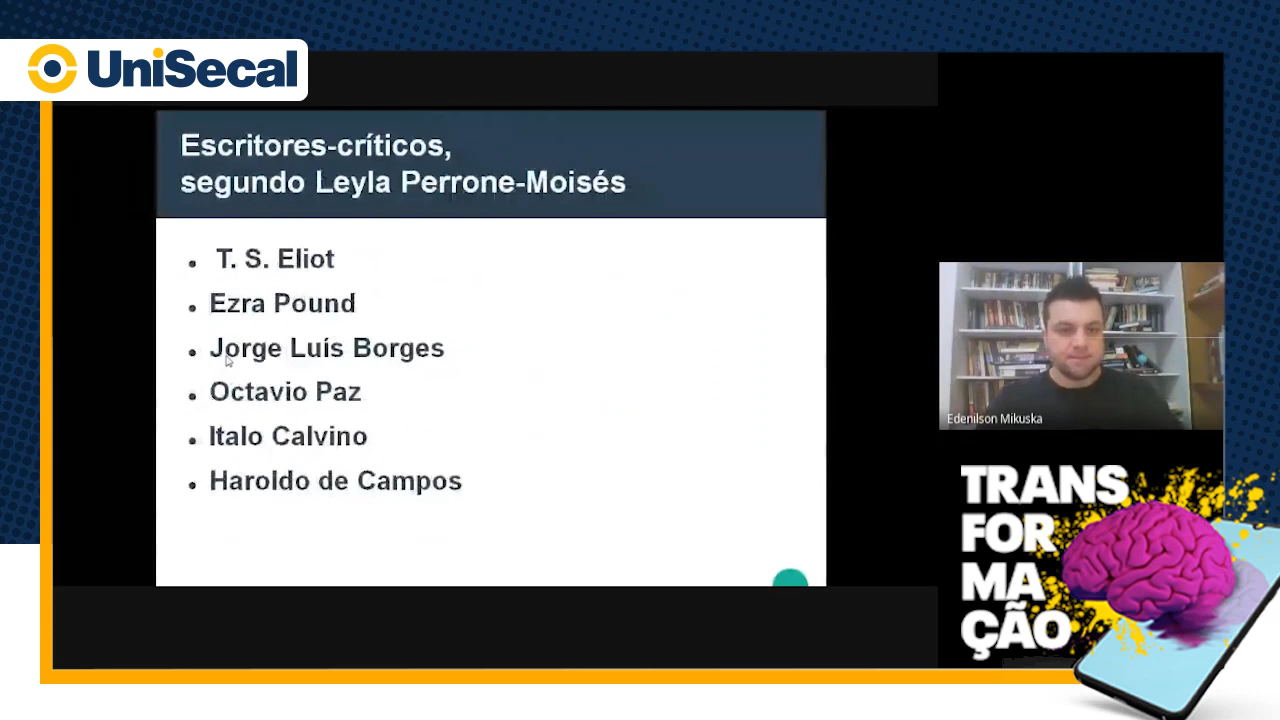 UniSecal
Escritores-críticos,
segundo Leyla Perrone-Moisés
T. S. Eliot
Ezra Pound
Jorge Luís Borges
Octavio Paz
Italo Calvino
Haroldo de Campos
Edenilson Mikuska
TRANS
FOR
MA
ÇÃO